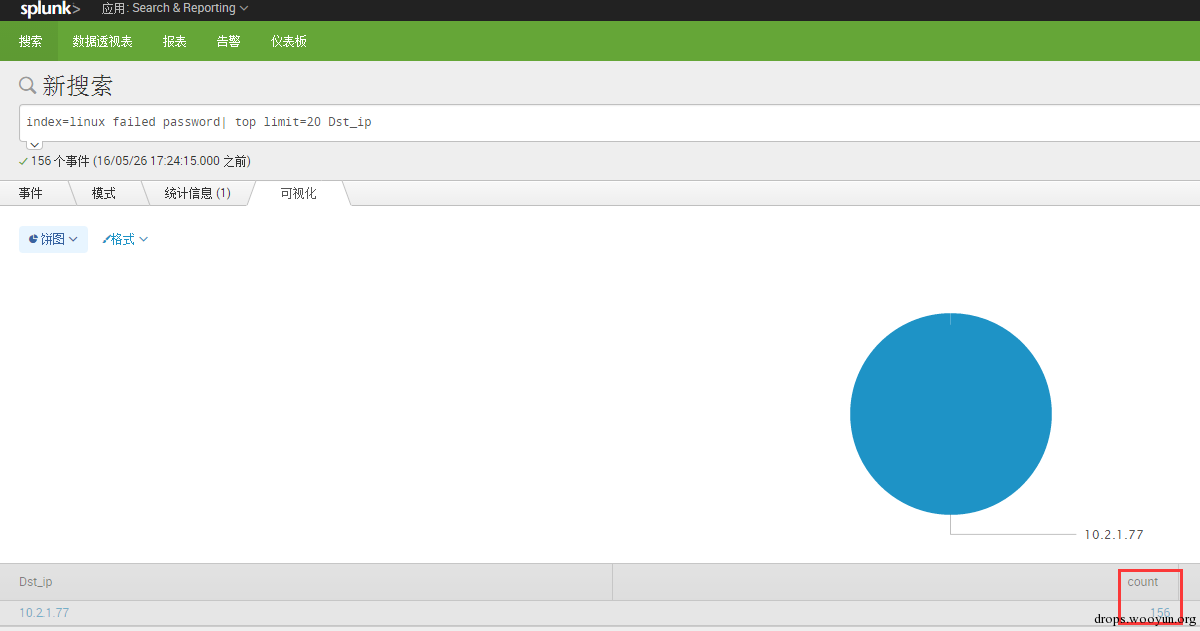 splunk> 应用: Search & Reporting
搜索 数据透视表 报表 告警 仪表板
新搜索
index=linux failed password| top limit=20 Dst_ip
156 个事件 (16/05/26 17:24:15.000 之前)
事件 模式 统计信息 (1) 可视化
饼图 格式
10.2.1.77
Dst_ip count
10.2.1.77 156
drops.wooyun.org